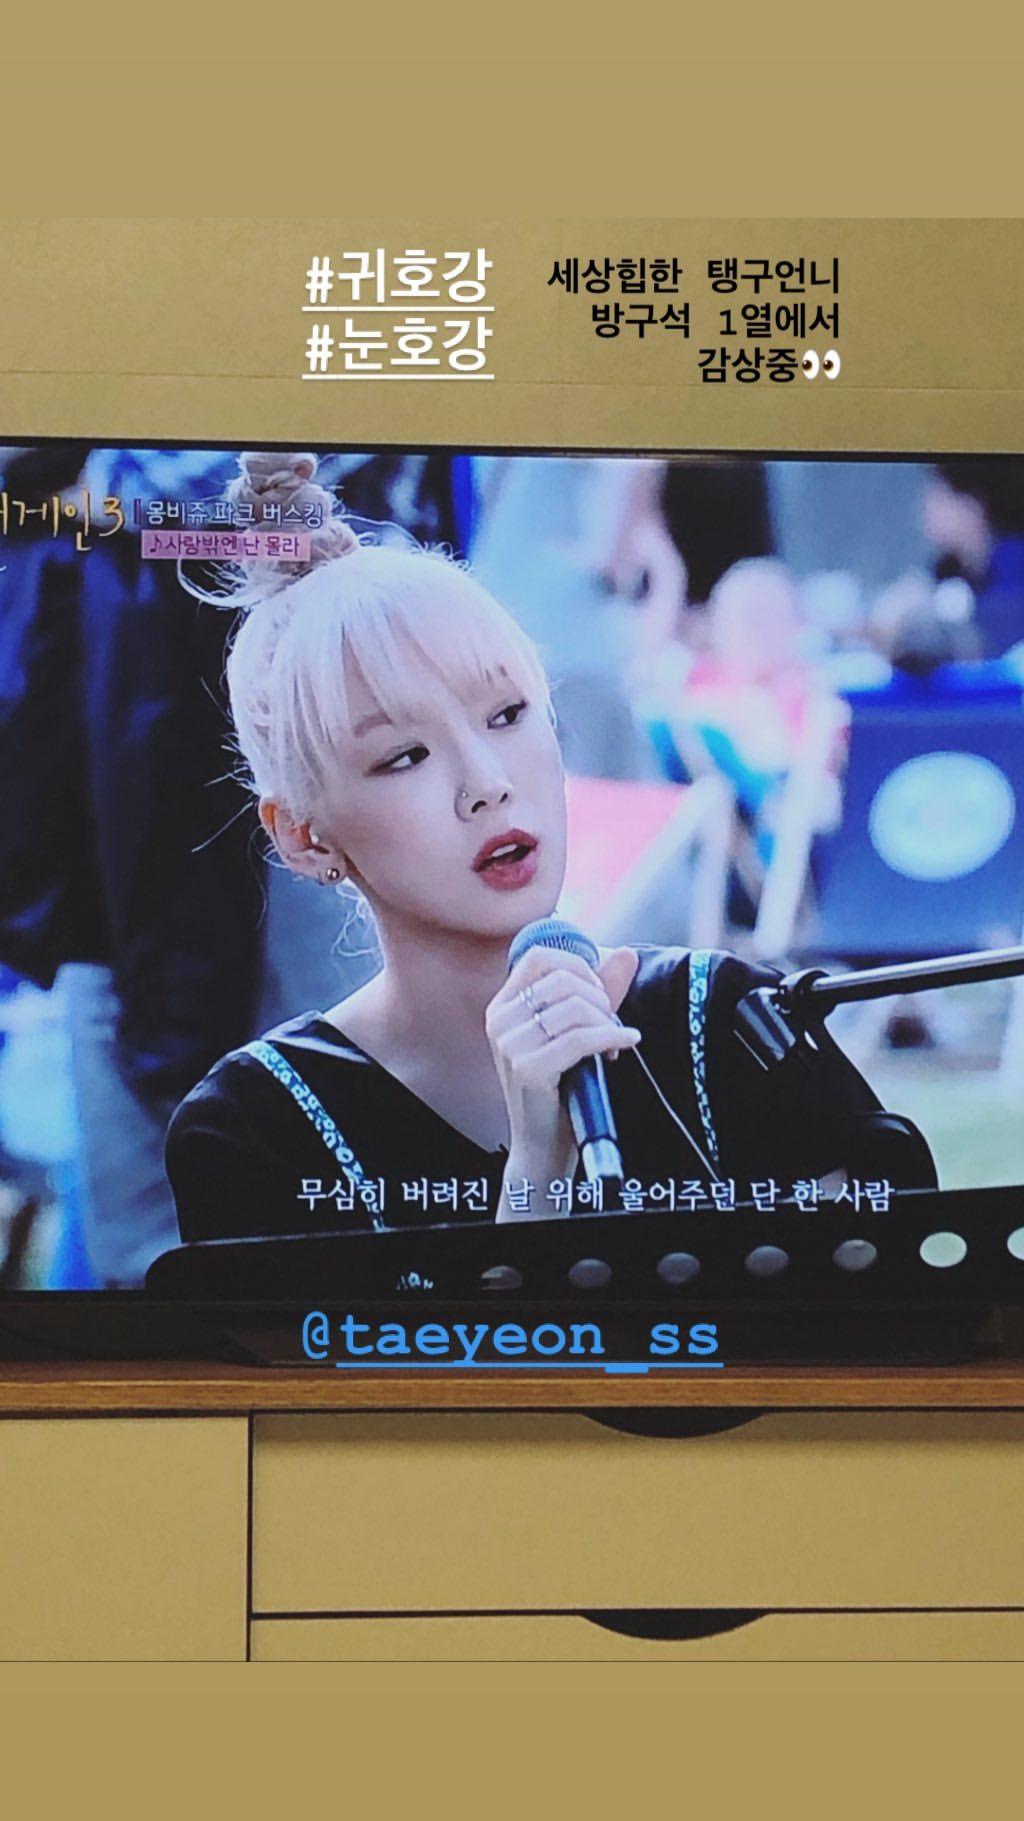 #귀호강
#눈호강
세상힙한 탱구언니
방구석 1열에서
감상중👀
게인3
몽비쥬 파크 버스킹
♪사랑밖엔 난 몰라
무심히 버려진 날 위해 울어주던 단 한 사람
@taeyeon_ss